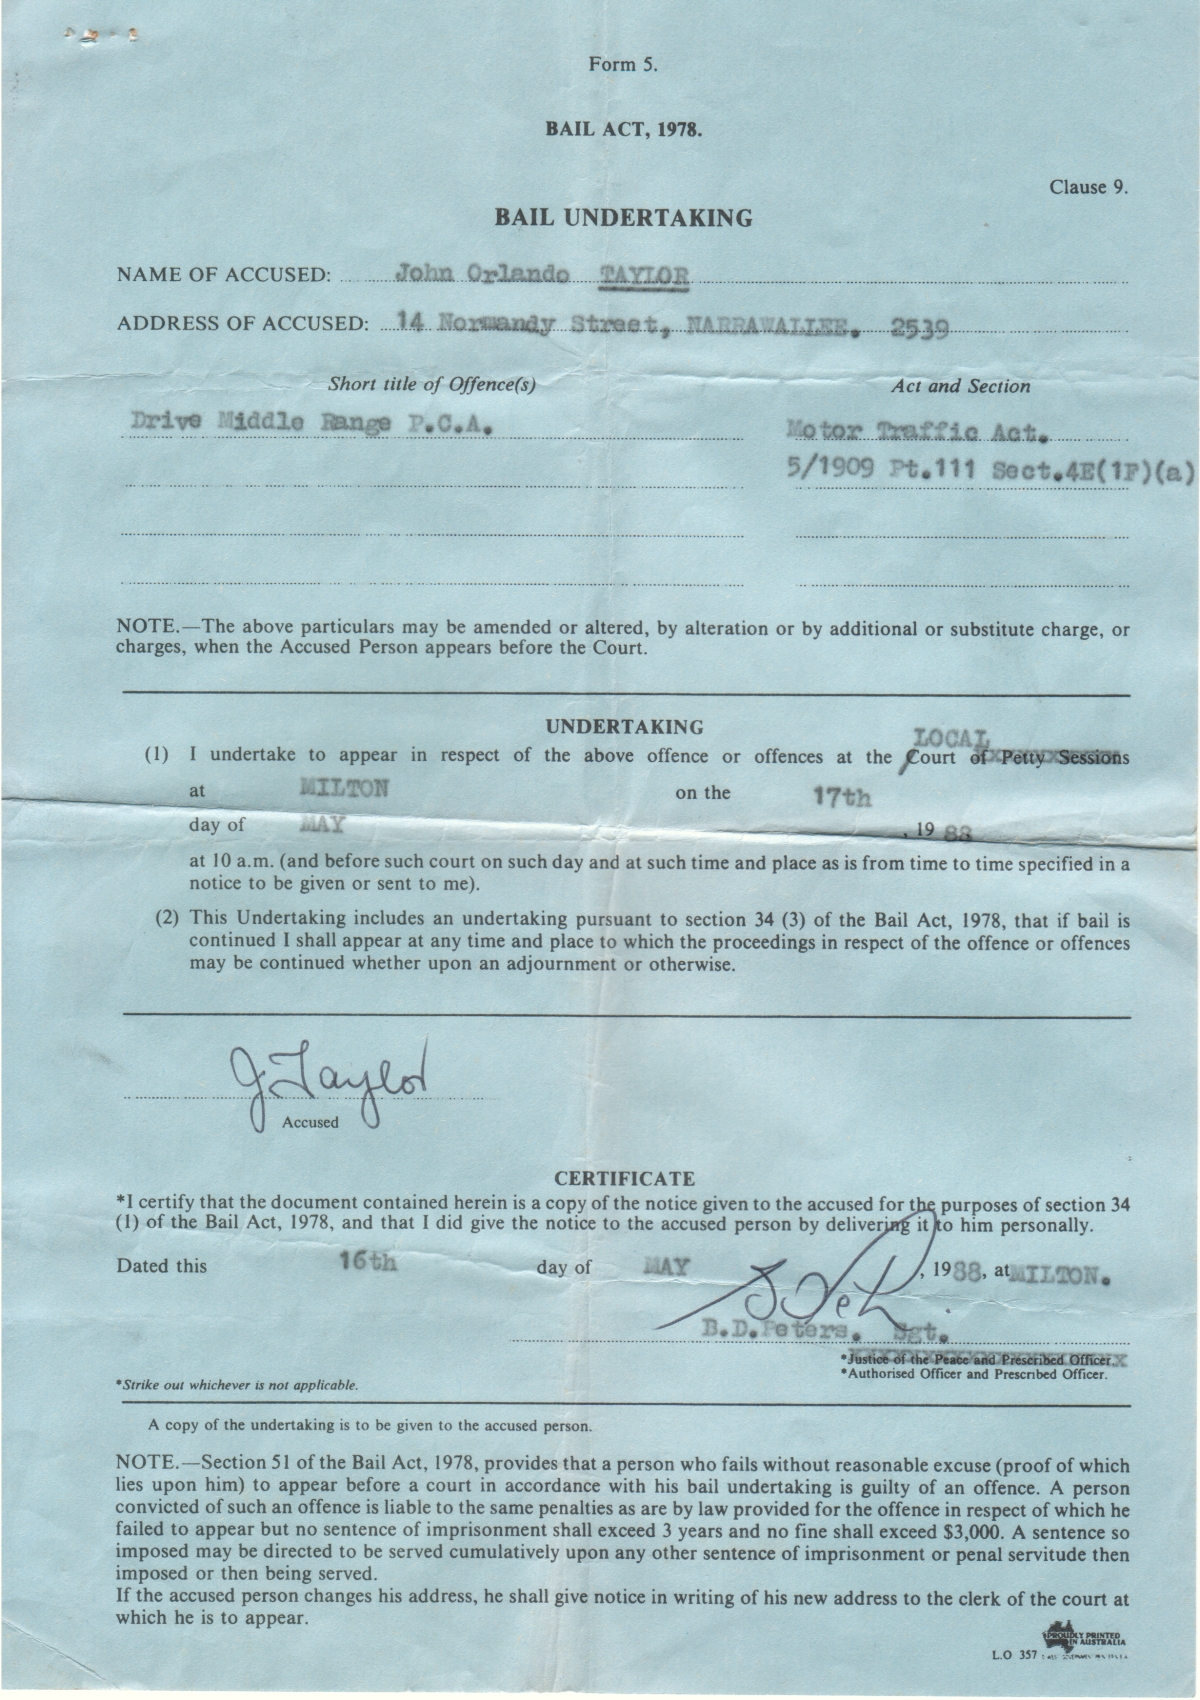 Form 5.
BAIL ACT, 1978.
Clause 9.
BAIL UNDERTAKING
NAME OF ACCUSED: John Orlando TAYLOR
ADDRESS OF ACCUSED: 14 Normandy Street, NARRAWALLEE. 2539
Short title of Offence(s) Act and Section
Drive Middle Range P.C.A. Motor Traffic Act.
5/1909 Pt.111 Sect.4E(1F)(a)
NOTE.—The above particulars may be amended or altered, by alteration or by additional or substitute charge, or
charges, when the Accused Person appears before the Court.
UNDERTAKING
LOCAL
(1) I undertake to appear in respect of the above offence or offences at the Court of Petty Sessions
at MILTON on the 17th
day of MAY , 19 88
at 10 a.m. (and before such court on such day and at such time and place as is from time to time specified in a
notice to be given or sent to me).
(2) This Undertaking includes an undertaking pursuant to section 34 (3) of the Bail Act, 1978, that if bail is
continued I shall appear at any time and place to which the proceedings in respect of the offence or offences
may be continued whether upon an adjournment or otherwise.
J Taylor
Accused
CERTIFICATE
*I certify that the document contained herein is a copy of the notice given to the accused for the purposes of section 34
(1) of the Bail Act, 1978, and that I did give the notice to the accused person by delivering it to him personally.
Dated this 16th day of MAY , 1988, at MILTON.
B.D.Peters. Sgt.
*Justice of the Peace and Prescribed Officer.
*Authorised Officer and Prescribed Officer.
*Strike out whichever is not applicable.
A copy of the undertaking is to be given to the accused person.
NOTE.—Section 51 of the Bail Act, 1978, provides that a person who fails without reasonable excuse (proof of which
lies upon him) to appear before a court in accordance with his bail undertaking is guilty of an offence. A person
convicted of such an offence is liable to the same penalties as are by law provided for the offence in respect of which he
failed to appear but no sentence of imprisonment shall exceed 3 years and no fine shall exceed $3,000. A sentence so
imposed may be directed to be served cumulatively upon any other sentence of imprisonment or penal servitude then
imposed or then being served.
If the accused person changes his address, he shall give notice in writing of his new address to the clerk of the court at
which he is to appear.
PROUDLY PRINTED
IN AUSTRALIA
L.O 357